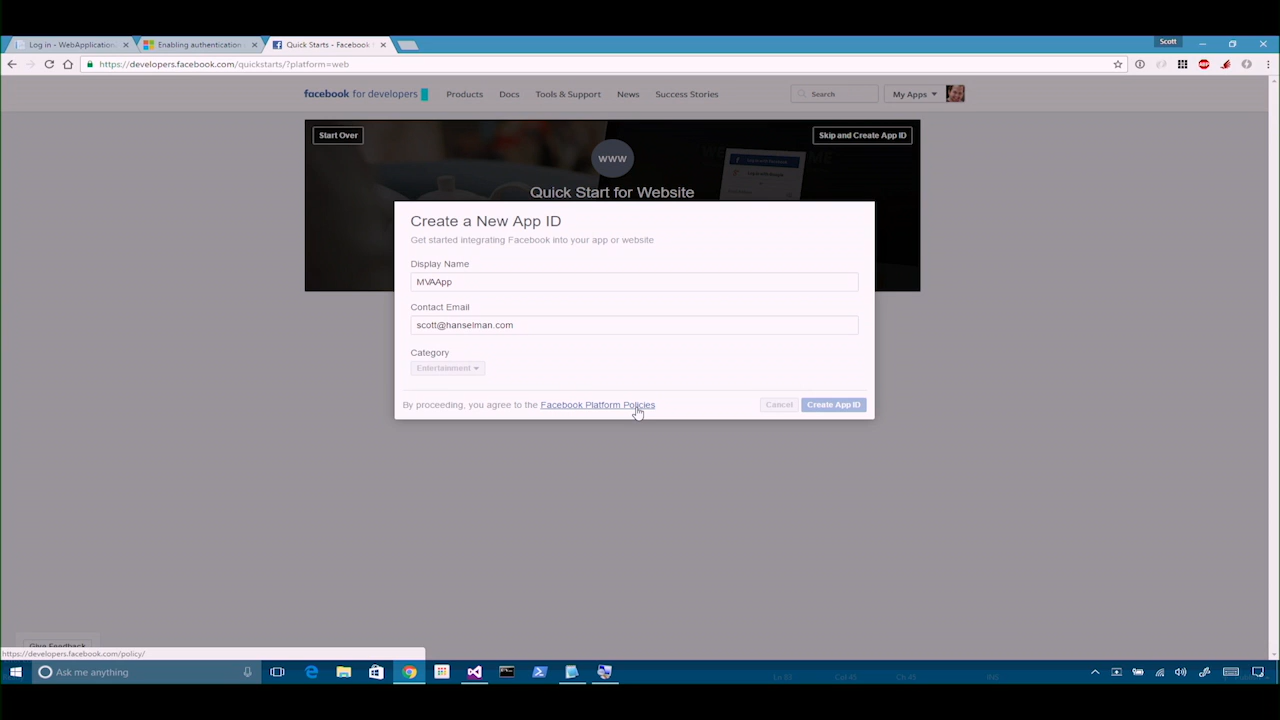 Scott
Log in - WebApplication
Enabling authentication
Quick Starts - Facebook
https://developers.facebook.com/quickstarts/?platform=web
facebook for developers
Products
Docs
Tools & Support
News
Success Stories
Search
My Apps
Start Over
Skip and Create App ID
www
Quick Start for Website
Create a New App ID
Get started integrating Facebook into your app or website
Display Name
MVAApp
Contact Email
scott@hanselman.com
Category
Entertainment
By proceeding, you agree to the Facebook Platform Policies
Cancel
Create App ID
Give Feedback
https://developers.facebook.com/policy/
Ask me anything